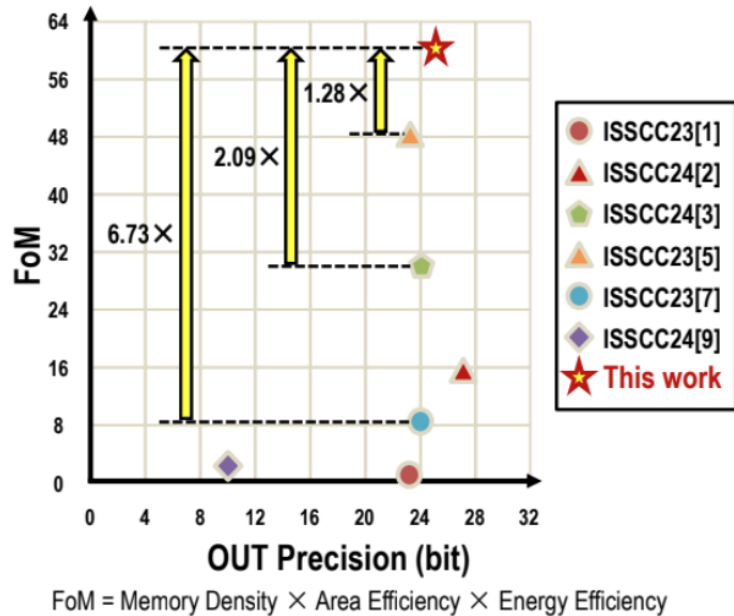 64
56
48
40
32
24
16
8
0
FoM
1.28 ×
2.09 ×
6.73 ×
0 4 8 12 16 20 24 28 32
OUT Precision (bit)
ISSCC23[1]
ISSCC24[2]
ISSCC24[3]
ISSCC23[5]
ISSCC23[7]
ISSCC24[9]
This work
FoM = Memory Density × Area Efficiency × Energy Efficiency